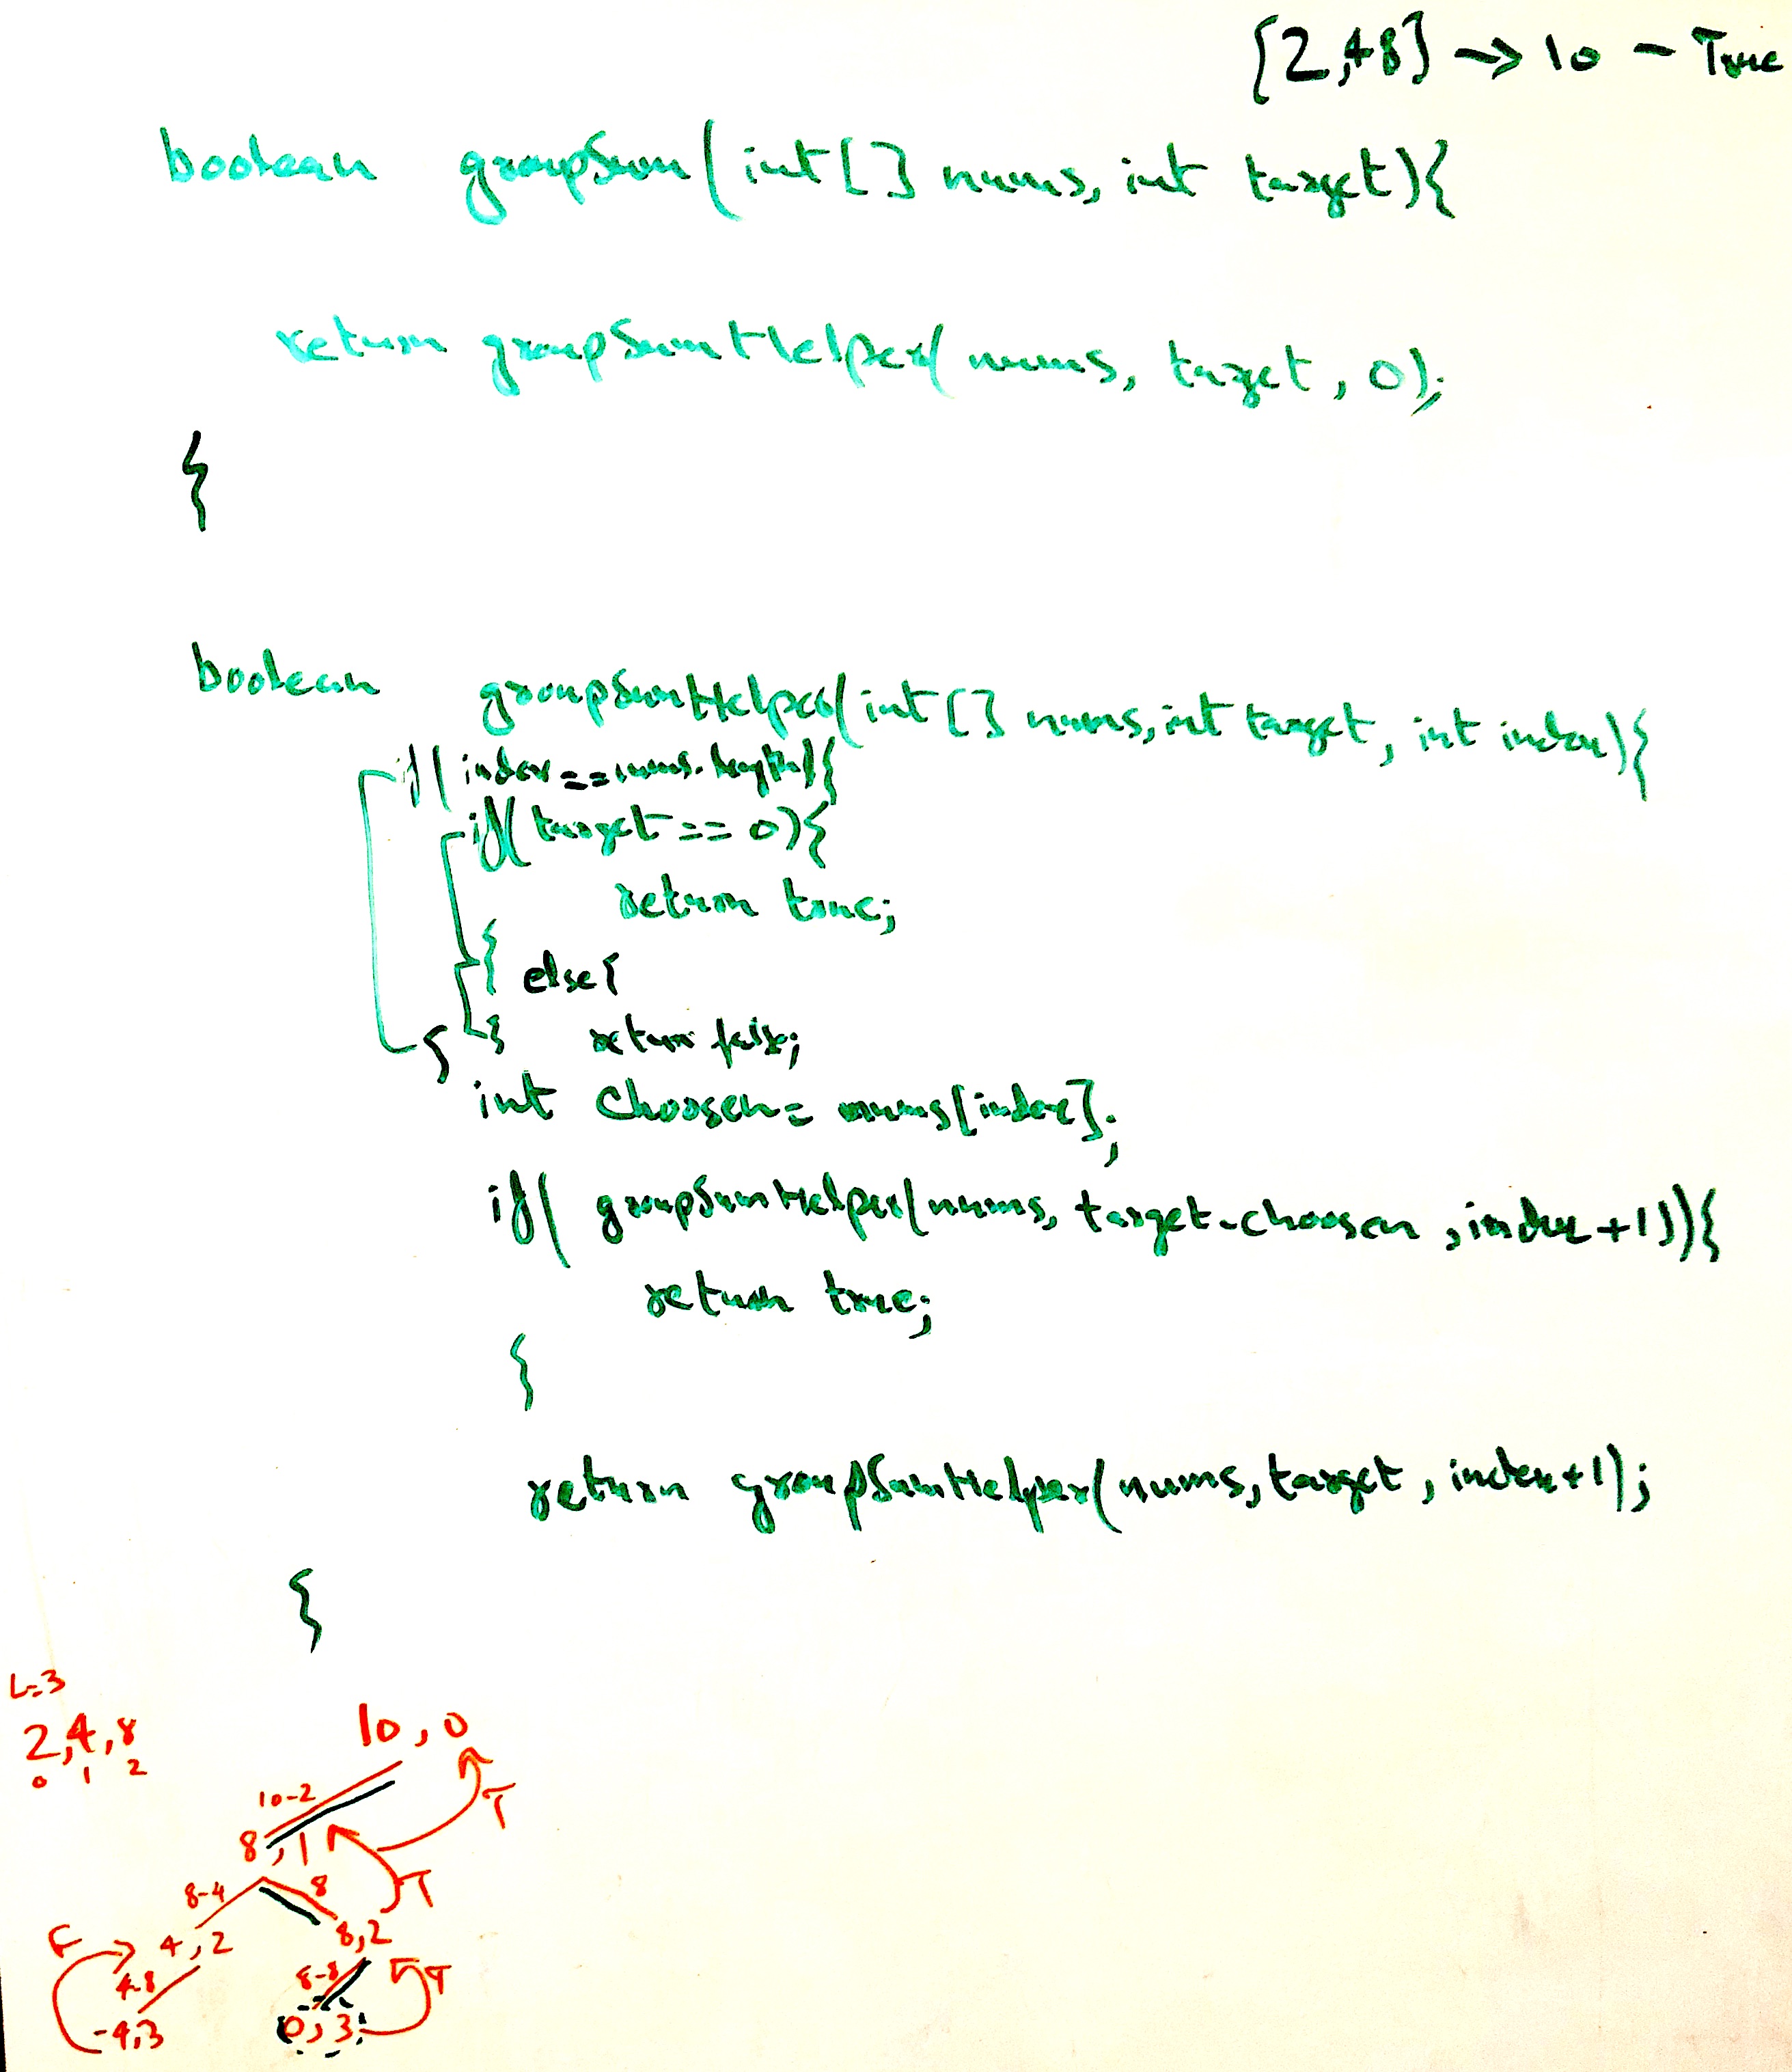 {2,4,8} → 10 - True
boolean groupSum(int[] nums, int target){
return groupSumHelper(nums, target, 0);
}
boolean groupSumHelper(int[] nums, int target, int index){
if(index==nums.length){
if(target == 0){
return true;
} else{
} return false;
}
int choosen= nums[index];
if( groupSumHelper(nums, target-choosen, index+1)){
return true;
}
return groupSumHelper(nums, target, index+1);
}
L=3
2,4,8
0 1 2
10, 0
10-2
T
8, 1
8-4 8 T
F 4, 2 8, 2
4-8 8-8 T
-4,3 0, 3